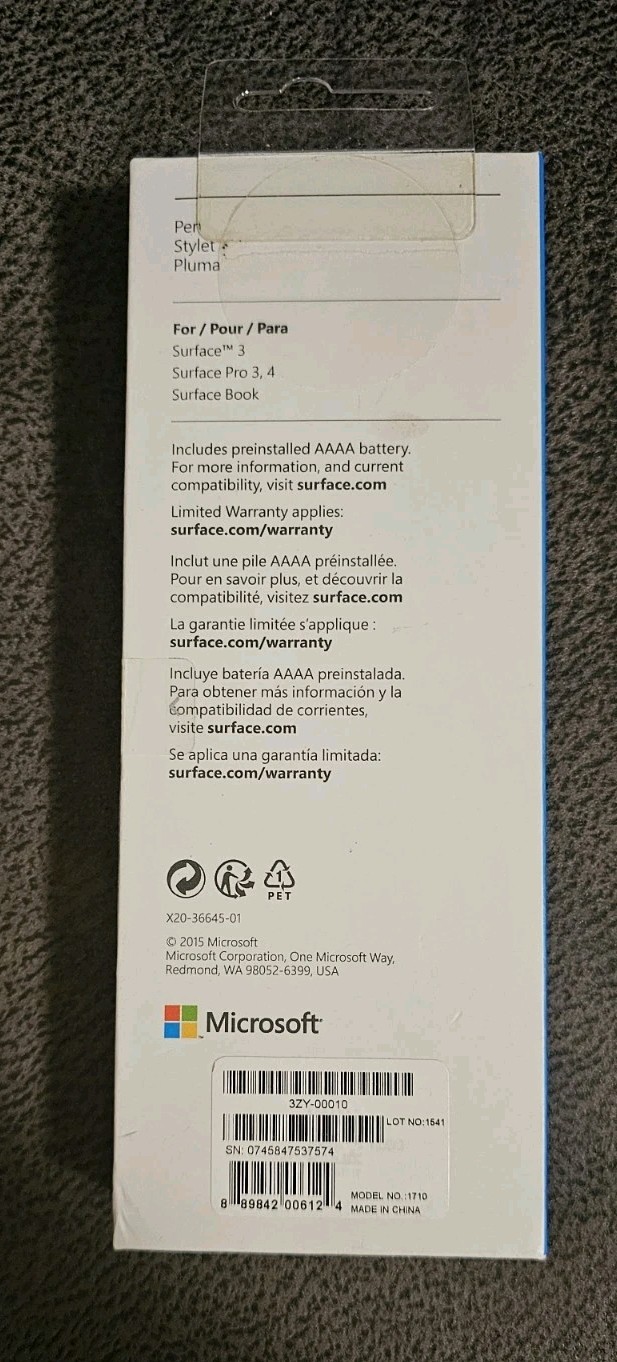 Pen
Stylet
Pluma
For / Pour / Para
Surface™ 3
Surface Pro 3, 4
Surface Book
Includes preinstalled AAAA battery.
For more information, and current
compatibility, visit surface.com
Limited Warranty applies:
surface.com/warranty
Inclut une pile AAAA préinstallée.
Pour en savoir plus, et découvrir la
compatibilité, visitez surface.com
La garantie limitée s'applique :
surface.com/warranty
Incluye batería AAAA preinstalada.
Para obtener más información y la
compatibilidad de corrientes,
visite surface.com
Se aplica una garantía limitada:
surface.com/warranty
1
PET
X20-36645-01
© 2015 Microsoft
Microsoft Corporation, One Microsoft Way,
Redmond, WA 98052-6399, USA
Microsoft
3ZY-00010
LOT NO:1541
SN: 0745847537574
8 89842 00612 4
MODEL NO.:1710
MADE IN CHINA